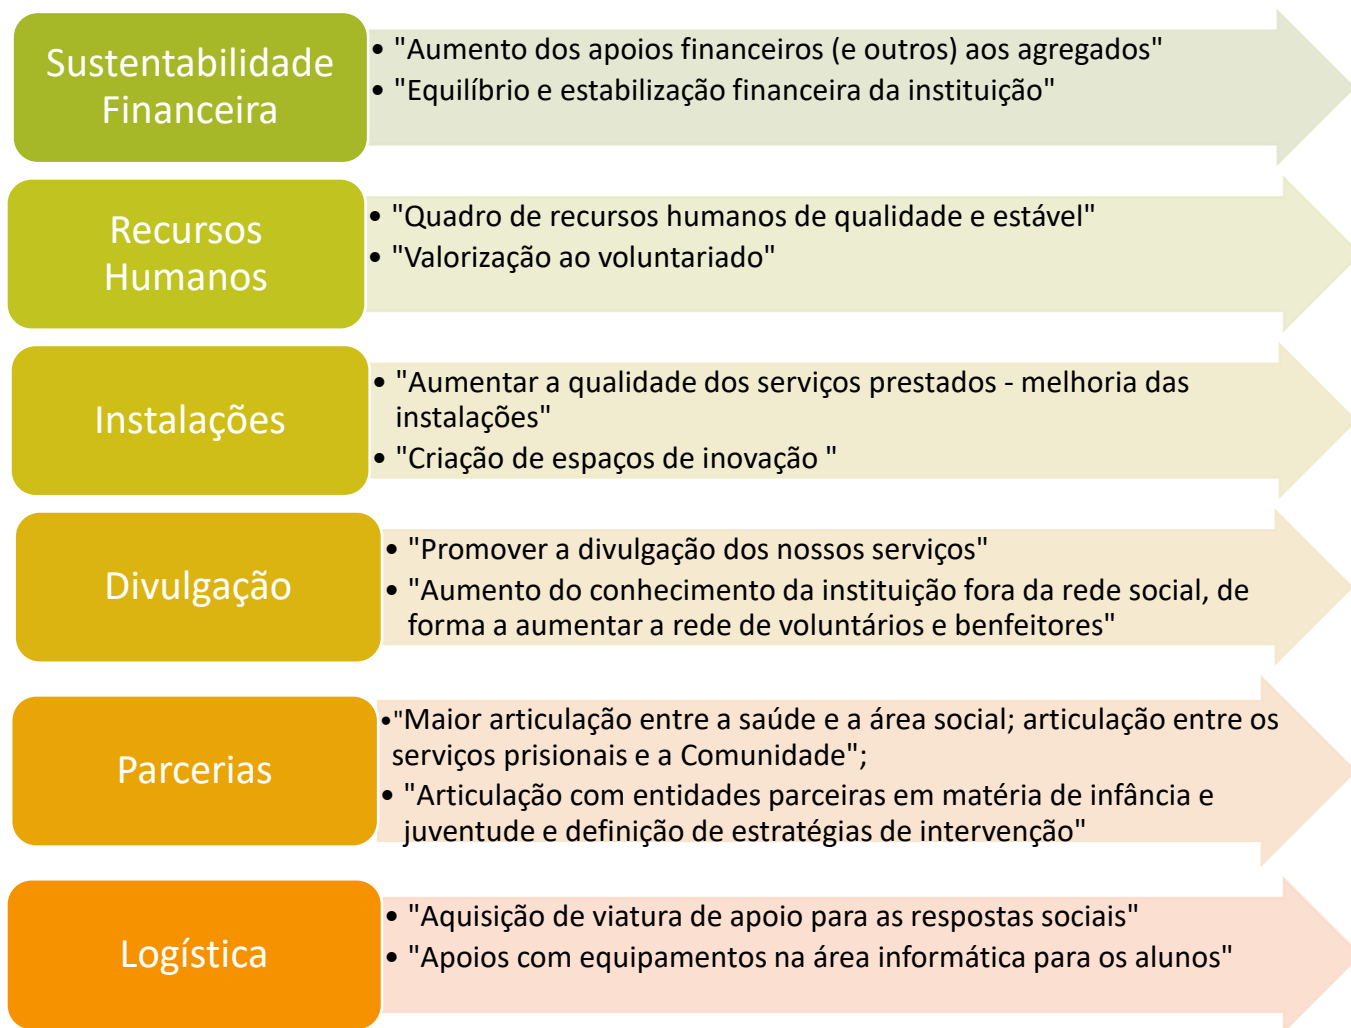 Sustentabilidade
Financeira
• "Aumento dos apoios financeiros (e outros) aos agregados"
• "Equilíbrio e estabilização financeira da instituição"
Recursos
Humanos
• "Quadro de recursos humanos de qualidade e estável"
• "Valorização ao voluntariado"
Instalações
• "Aumentar a qualidade dos serviços prestados - melhoria das
instalações"
• "Criação de espaços de inovação "
Divulgação
• "Promover a divulgação dos nossos serviços"
• "Aumento do conhecimento da instituição fora da rede social, de
forma a aumentar a rede de voluntários e benfeitores"
Parcerias
•"Maior articulação entre a saúde e a área social; articulação entre os
serviços prisionais e a Comunidade";
• "Articulação com entidades parceiras em matéria de infância e
juventude e definição de estratégias de intervenção"
Logística
• "Aquisição de viatura de apoio para as respostas sociais"
• "Apoios com equipamentos na área informática para os alunos"